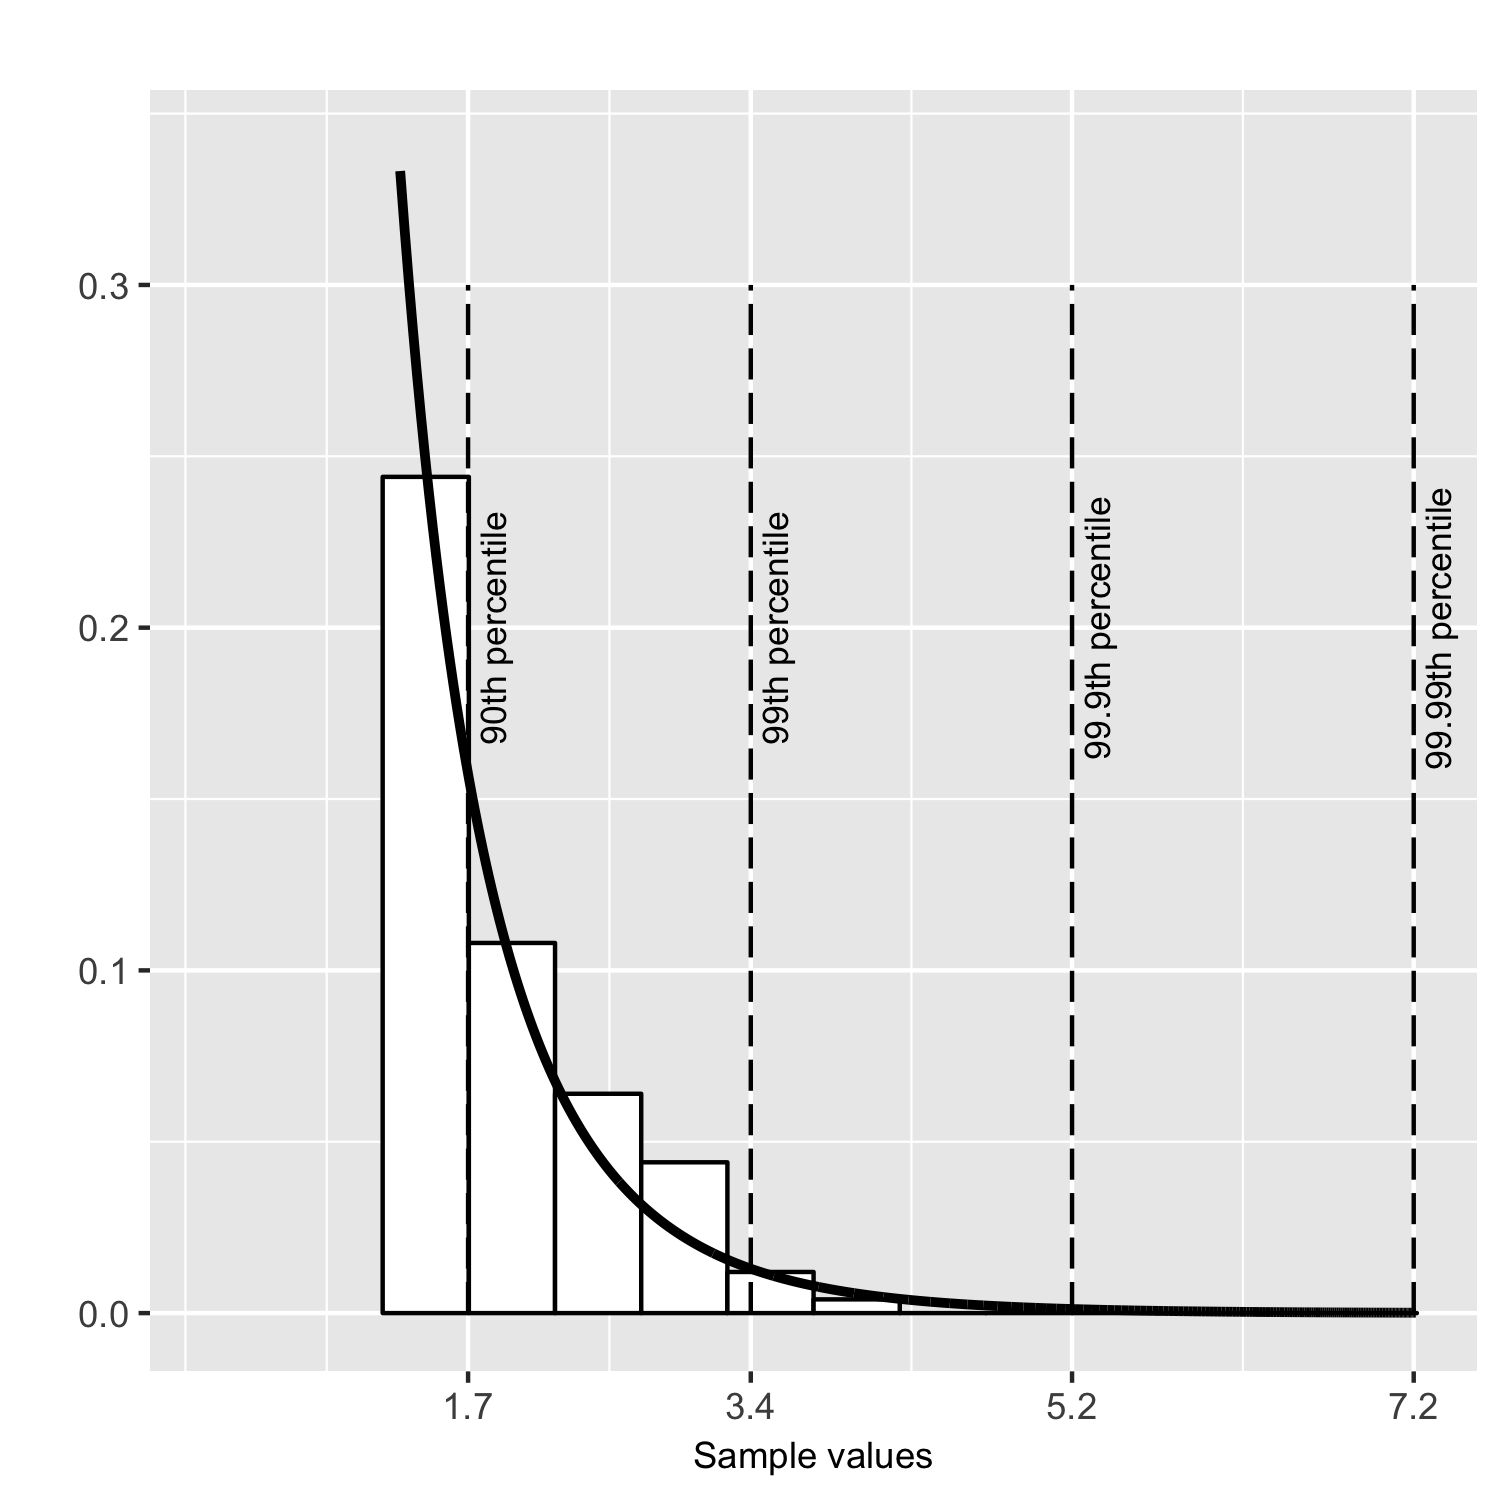 0.3
0.2
0.1
0.0
90th percentile
99th percentile
99.9th percentile
99.99th percentile
1.7
3.4
5.2
7.2
Sample values